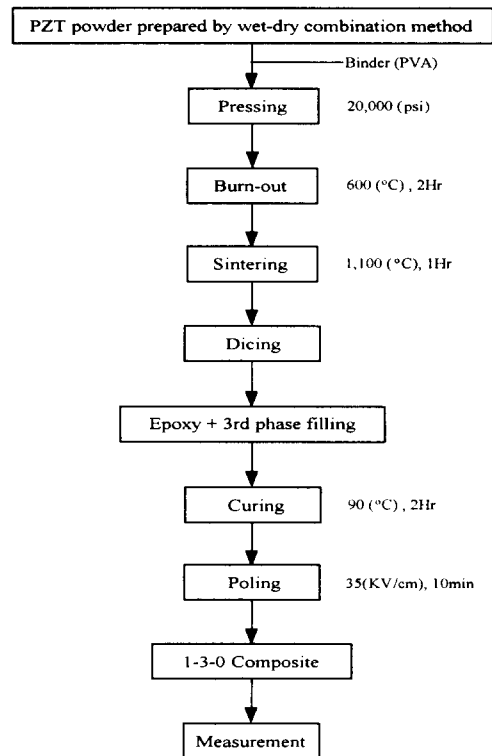 PZT powder prepared by wet-dry combination method
Binder (PVA)
Pressing 20,000 (psi)
Burn-out 600 (°C) , 2Hr
Sintering 1,100 (°C), 1Hr
Dicing
Epoxy + 3rd phase filling
Curing 90 (°C) , 2Hr
Poling 35(KV/cm), 10min
1-3-0 Composite
Measurement